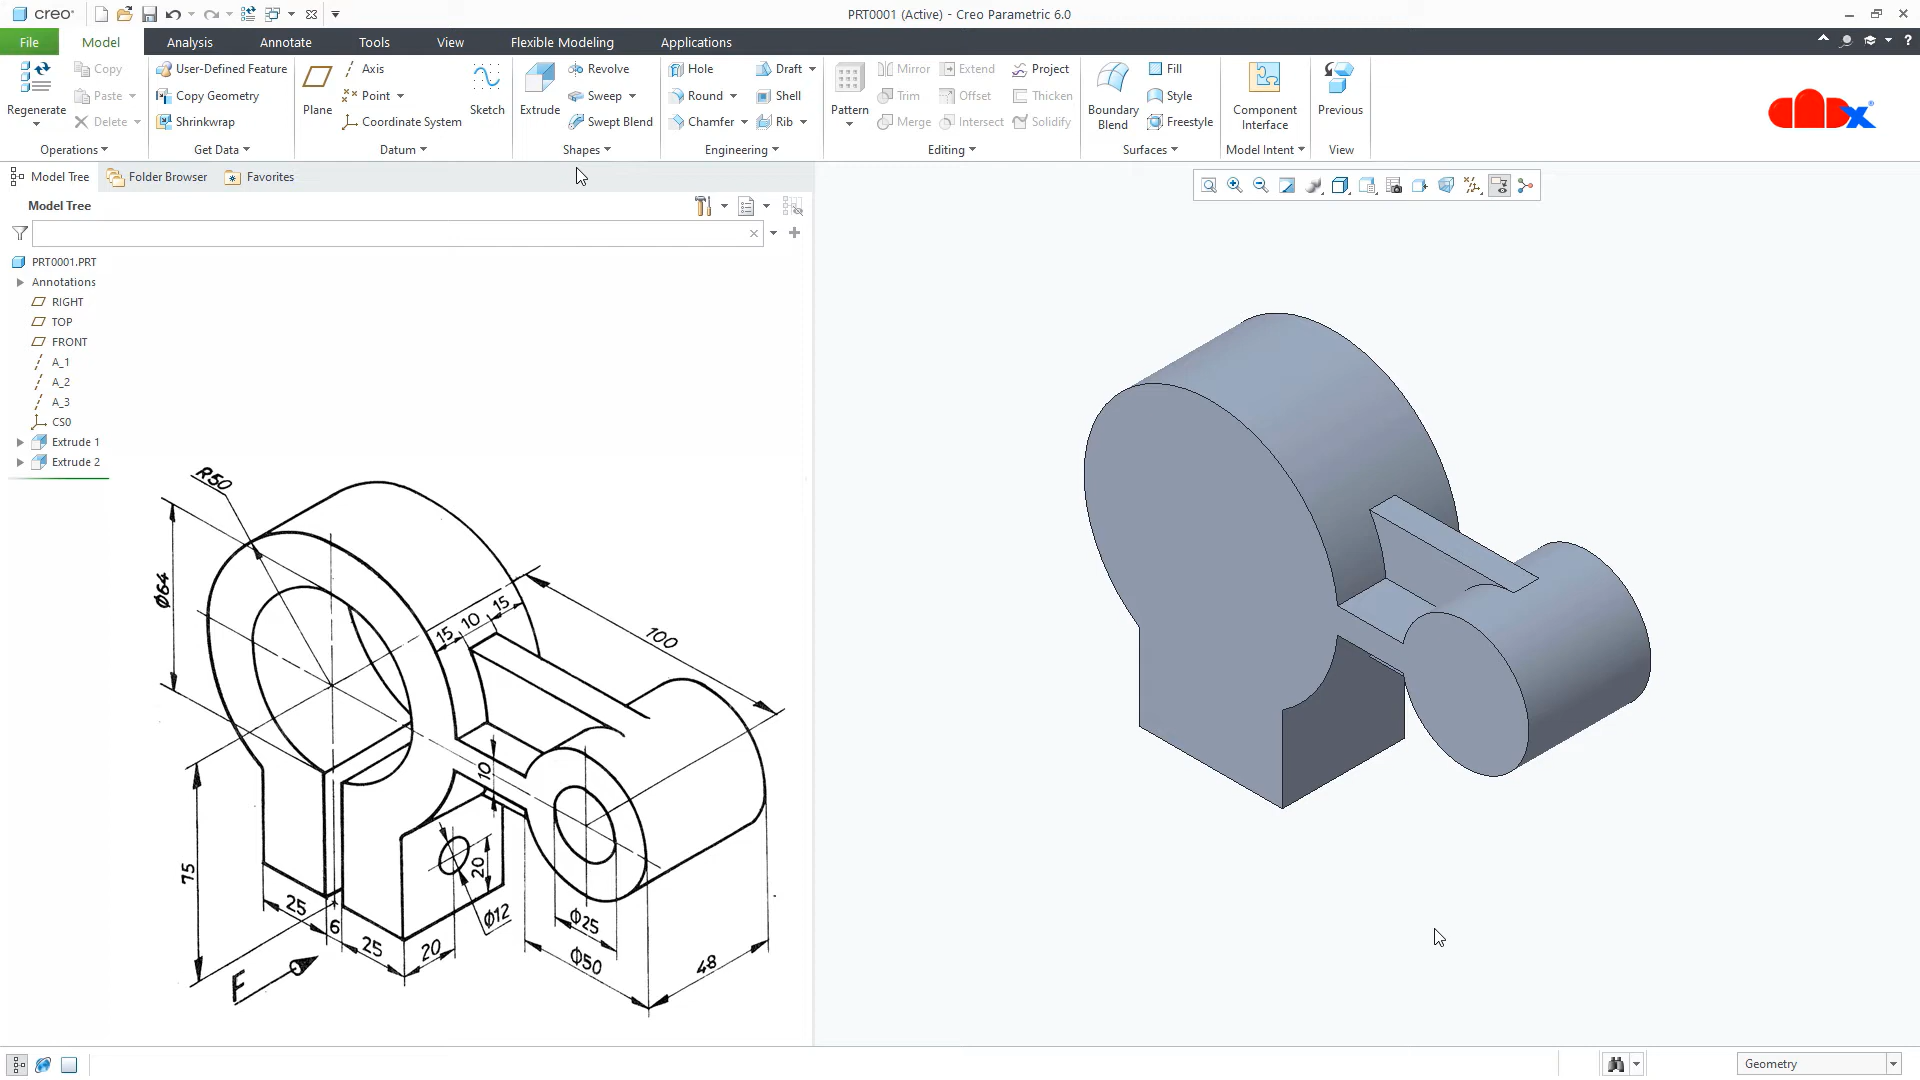 creo
PRT0001 (Active) - Creo Parametric 6.0
File
Model
Analysis
Annotate
Tools
View
Flexible Modeling
Applications
Regenerate
Copy
Paste
Delete
Operations
User-Defined Feature
Copy Geometry
Shrinkwrap
Get Data
Plane
Axis
Point
Coordinate System
Sketch
Datum
Extrude
Revolve
Sweep
Swept Blend
Shapes
Hole
Round
Chamfer
Draft
Shell
Rib
Engineering
Pattern
Mirror
Trim
Merge
Extend
Offset
Intersect
Project
Thicken
Solidify
Editing
Boundary
Blend
Fill
Style
Freestyle
Surfaces
Component
Interface
Model Intent
Previous
View
CADDX
Model Tree
Folder Browser
Favorites
Model Tree
PRT0001.PRT
Annotations
RIGHT
TOP
FRONT
A_1
A_2
A_3
CS0
Extrude 1
Extrude 2
R50
Φ64
15
10
15
100
10
75
20
25
6
25
20
Φ12
Φ25
Φ50
48
F
Geometry